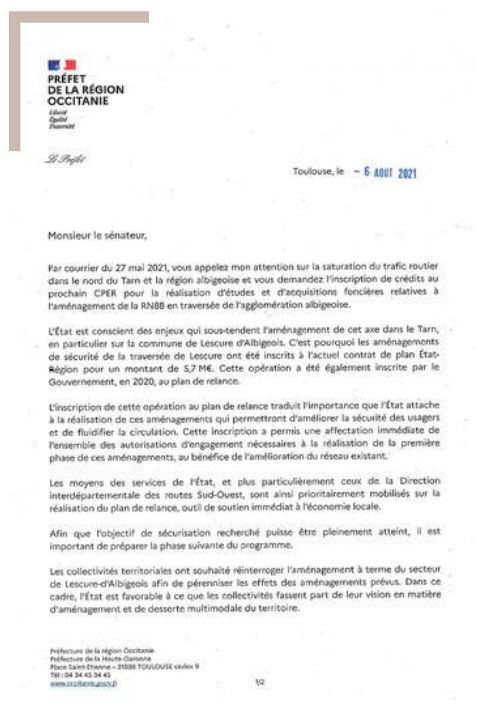 PRÉFET
DE LA RÉGION
OCCITANIE
Liberté
Égalité
Fraternité
Le Préfet
Toulouse, le - 6 AOUT 2021
Monsieur le sénateur,
Par courrier du 27 mai 2021, vous appelez mon attention sur la saturation du trafic routier
dans le nord du Tarn et la région albigeoise et vous demandez l'inscription de crédits au
prochain CPER pour la réalisation d'études et d'acquisitions foncières relatives à
l'aménagement de la RN88 en traversée de l'agglomération albigeoise.
L'État est conscient des enjeux qui sous-tendent l'aménagement de cet axe dans le Tarn,
en particulier sur la commune de Lescure d'Albigeois. C'est pourquoi les aménagements
de sécurité de la traversée de Lescure ont été inscrits à l'actuel contrat de plan État-
Région pour un montant de 5,7 M€. Cette opération a été également inscrite par le
Gouvernement, en 2020, au plan de relance.
L'inscription de cette opération au plan de relance traduit l'importance que l'État attache
à la réalisation de ces aménagements qui permettront d'améliorer la sécurité des usagers
et de fluidifier la circulation. Cette inscription a permis une affectation immédiate de
l'ensemble des autorisations d'engagement nécessaires à la réalisation de la première
phase de ces aménagements, au bénéfice de l'amélioration du réseau existant.
Les moyens des services de l'État, et plus particulièrement ceux de la Direction
interdépartementale des routes Sud-Ouest, sont ainsi prioritairement mobilisés sur la
réalisation du plan de relance, outil de soutien immédiat à l'économie locale.
Afin que l'objectif de sécurisation recherché puisse être pleinement atteint, il est
important de préparer la phase suivante du programme.
Les collectivités territoriales ont souhaité réinterroger l'aménagement à terme du secteur
de Lescure-d'Albigeois afin de pérenniser les effets des aménagements prévus. Dans ce
cadre, l'État est favorable à ce que les collectivités fassent part de leur vision en matière
d'aménagement et de desserte multimodale du territoire.
Préfecture de la région Occitanie
Préfecture de la Haute-Garonne
Place Saint-Étienne – 31038 TOULOUSE cedex 9
Tél : 05 34 45 34 45
www.occitanie.gouv.fr
1/2